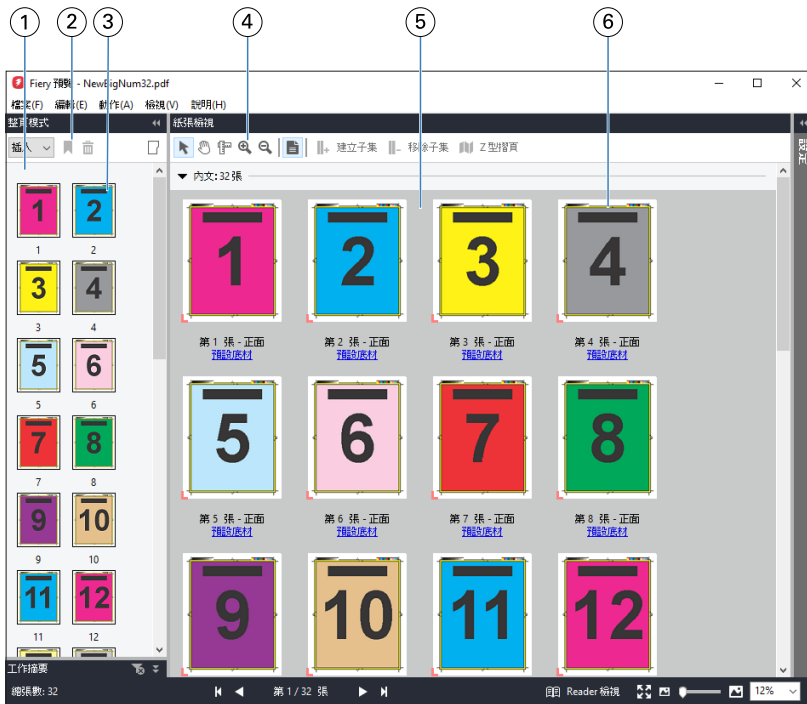 1 2 3 4 5 6
Fiery 預覽 - NewBigNum32.pdf
檔案(F) 編輯(E) 動作(A) 檢視(V) 說明(H)
整頁模式 紙張檢視
插入 建立子集 移除子集 Z 型摺頁
設定
內文: 32 張
1 2
1 2
3 4
3 4
5 6
5 6
7 8
7 8
9 10
9 10
11 12
11 12
1 2 3 4
第 1 張 - 正面 第 2 張 - 正面 第 3 張 - 正面 第 4 張 - 正面
預設底材 預設底材 預設底材 預設底材
5 6 7 8
第 5 張 - 正面 第 6 張 - 正面 第 7 張 - 正面 第 8 張 - 正面
預設底材 預設底材 預設底材 預設底材
9 10 11 12
工作摘要
總張數: 32 第 1 / 32 張 Reader 檢視 12%